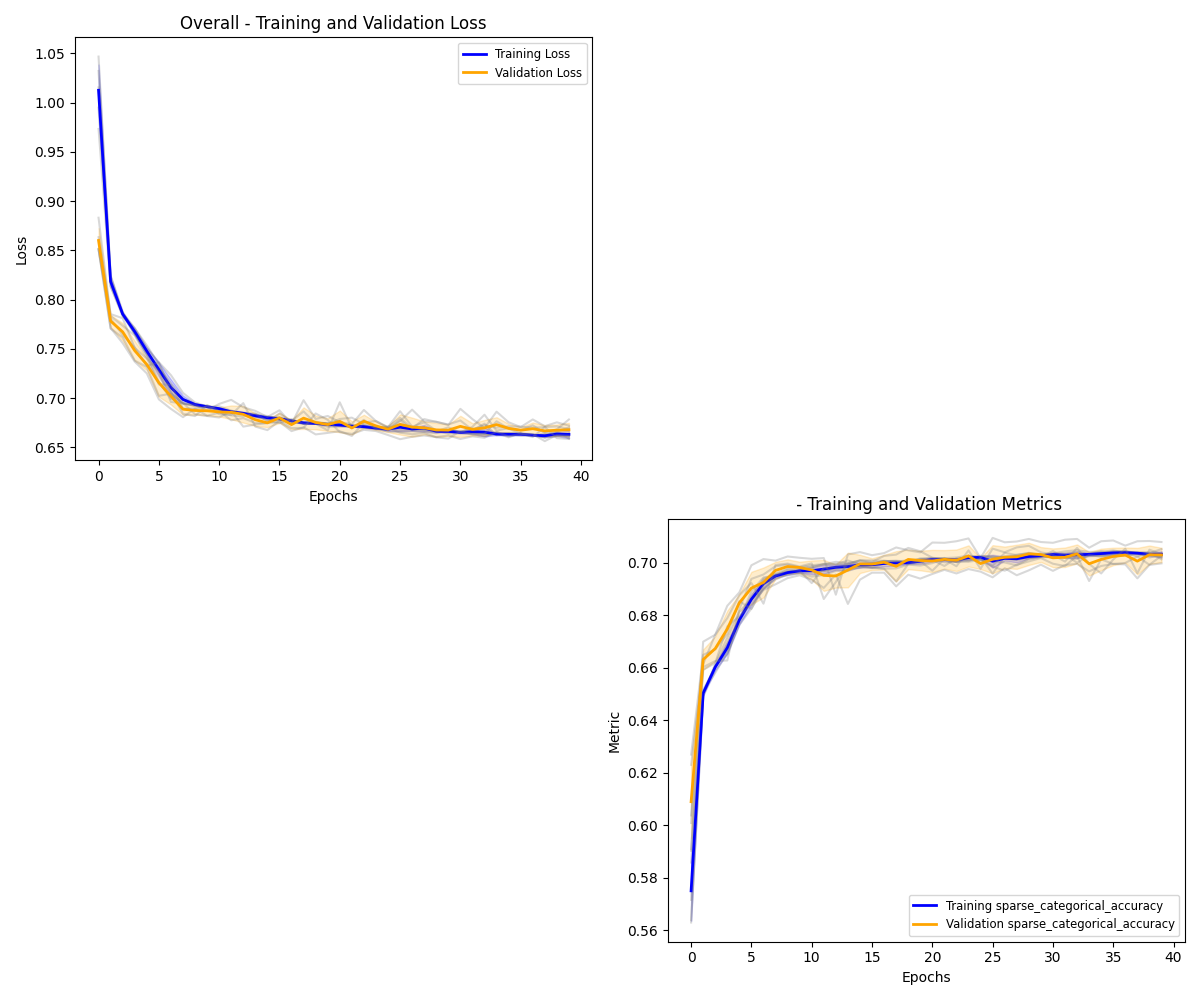 Overall - Training and Validation Loss
Training Loss
Validation Loss
1.05
1.00
0.95
0.90
0.85
0.80
0.75
0.70
0.65
Loss
0 5 10 15 20 25 30 35 40
Epochs
- Training and Validation Metrics
0.70
0.68
0.66
0.64
0.62
0.60
0.58
0.56
Metric
Training sparse_categorical_accuracy
Validation sparse_categorical_accuracy
0 5 10 15 20 25 30 35 40
Epochs